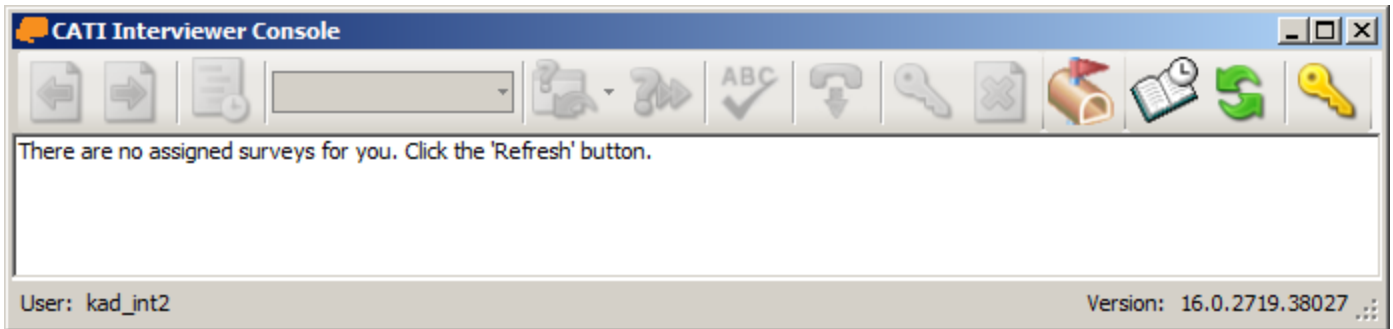 CATI Interviewer Console
ABC
There are no assigned surveys for you. Click the 'Refresh' button.
User: kad_int2
Version: 16.0.2719.38027